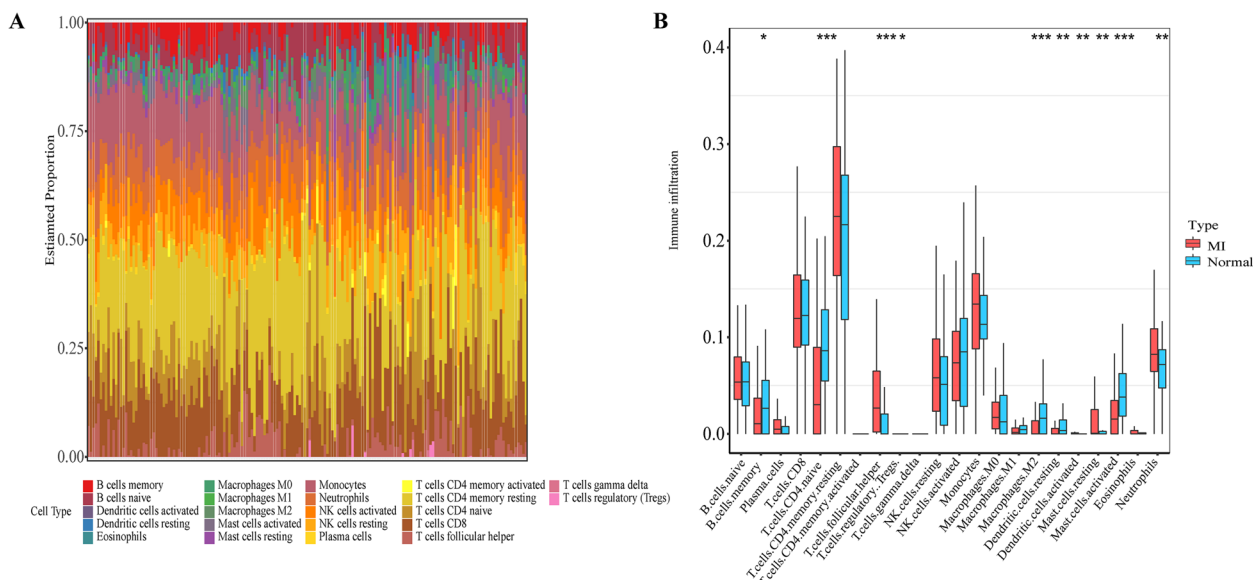 A
Estiamted Proportion
1.00
0.75
0.50
0.25
0.00
Cell Type
B cells memory
B cells naive
Dendritic cells activated
Dendritic cells resting
Eosinophils
Macrophages M0
Macrophages M1
Macrophages M2
Mast cells activated
Mast cells resting
Monocytes
Neutrophils
NK cells activated
NK cells resting
Plasma cells
T cells CD4 memory activated
T cells CD4 memory resting
T cells CD4 naive
T cells CD8
T cells follicular helper
T cells gamma delta
T cells regulatory (Tregs)
B
Immune infiltration
0.4
0.3
0.2
0.1
0.0
* *** *** * *** ** ** ** *** **
B.cells.naive
B.cells.memory
Plasma.cells
T.cells.CD8
T.cells.CD4.naive
T.cells.CD4.memory.resting
T.cells.CD4.memory.activated
T.cells.follicular.helper
T.cells.regulatory..Tregs.
T.cells.gamma.delta
NK.cells.resting
NK.cells.activated
Monocytes
Macrophages.M0
Macrophages.M1
Macrophages.M2
Dendritic.cells.resting
Dendritic.cells.activated
Mast.cells.resting
Mast.cells.activated
Eosinophils
Neutrophils
Type
MI
Normal